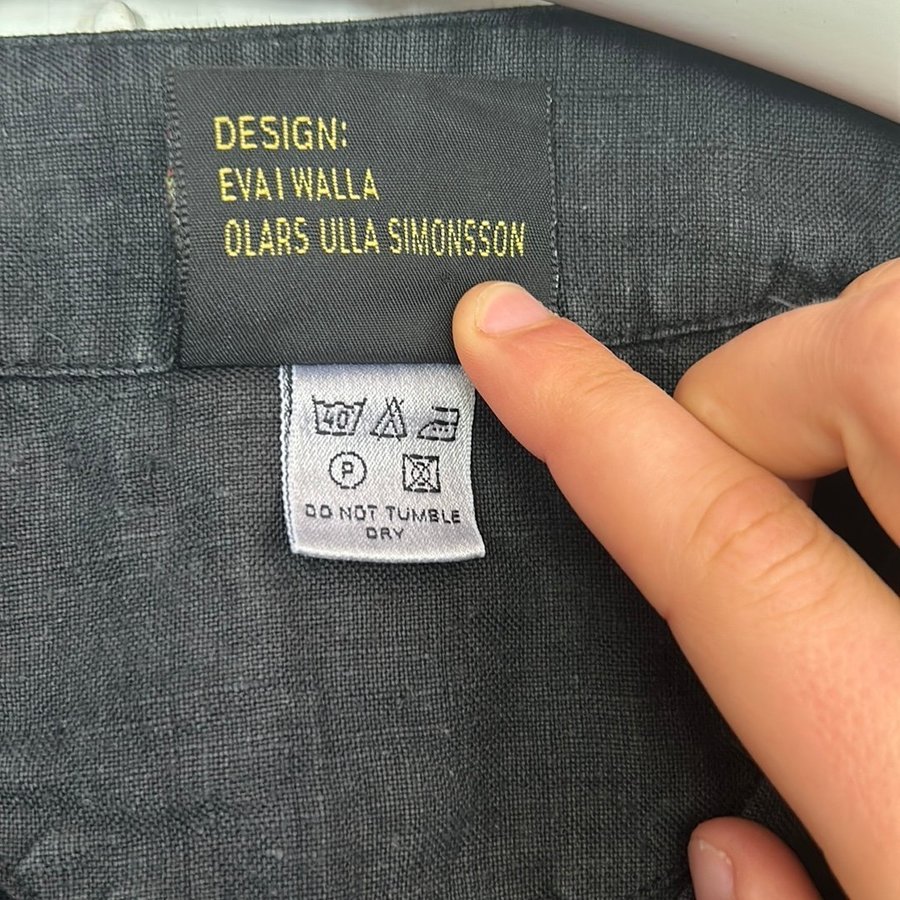 DESIGN:
EVA I WALLA
OLARS ULLA SIMONSSON
40
P
DO NOT TUMBLE
DRY